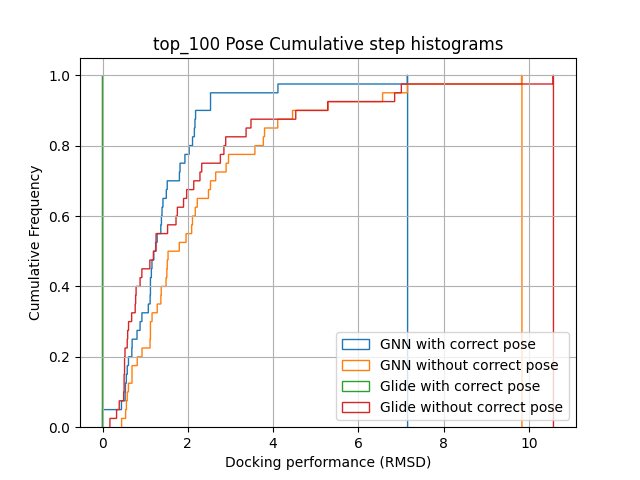 top_100 Pose Cumulative step histograms
1.0
0.8
0.6
0.4
0.2
0.0
Cumulative Frequency
GNN with correct pose
GNN without correct pose
Glide with correct pose
Glide without correct pose
0 2 4 6 8 10
Docking performance (RMSD)